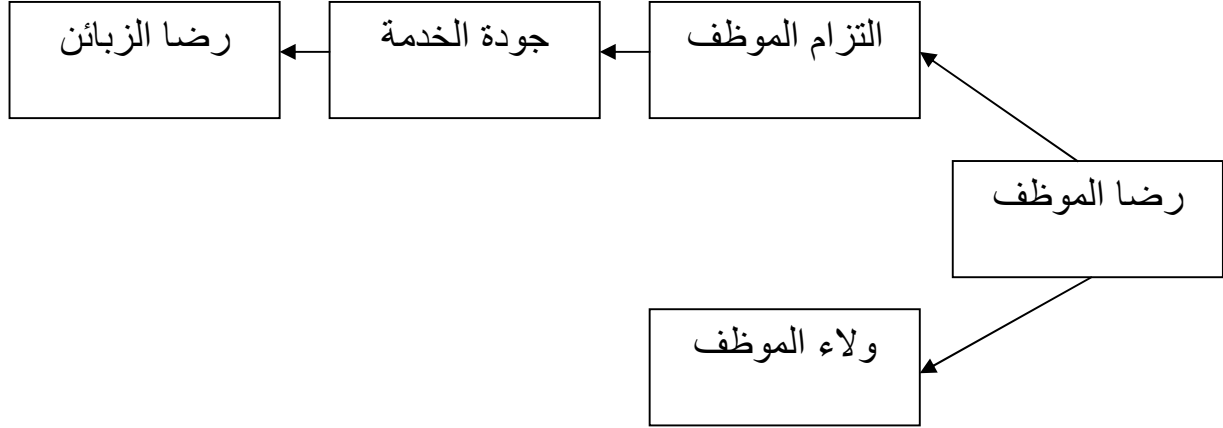 التزام الموظف
جودة الخدمة
رضا الزبائن
رضا الموظف
ولاء الموظف